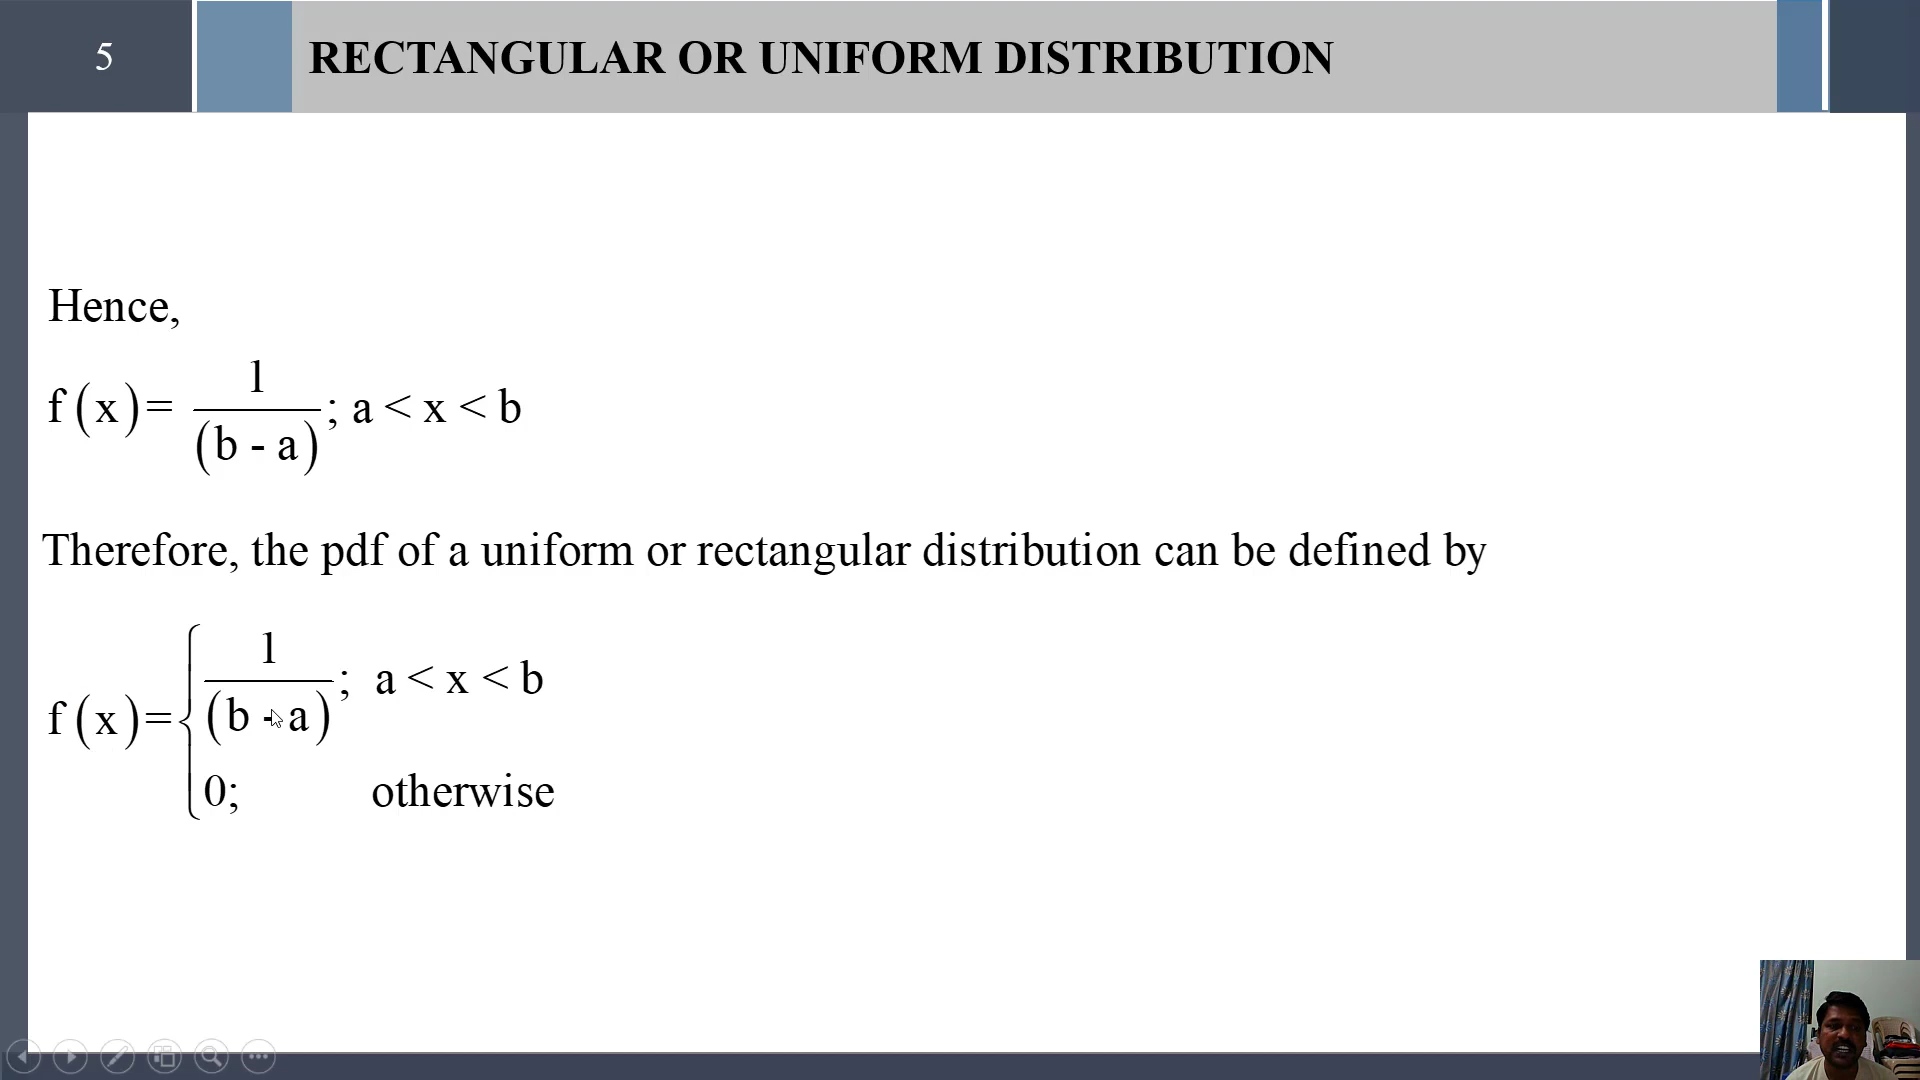 5
RECTANGULAR OR UNIFORM DISTRIBUTION
Hence,
f(x)= 1/(b - a); a < x < b
Therefore, the pdf of a uniform or rectangular distribution can be defined by
f(x)={1/(b - a); a < x < b
0; otherwise